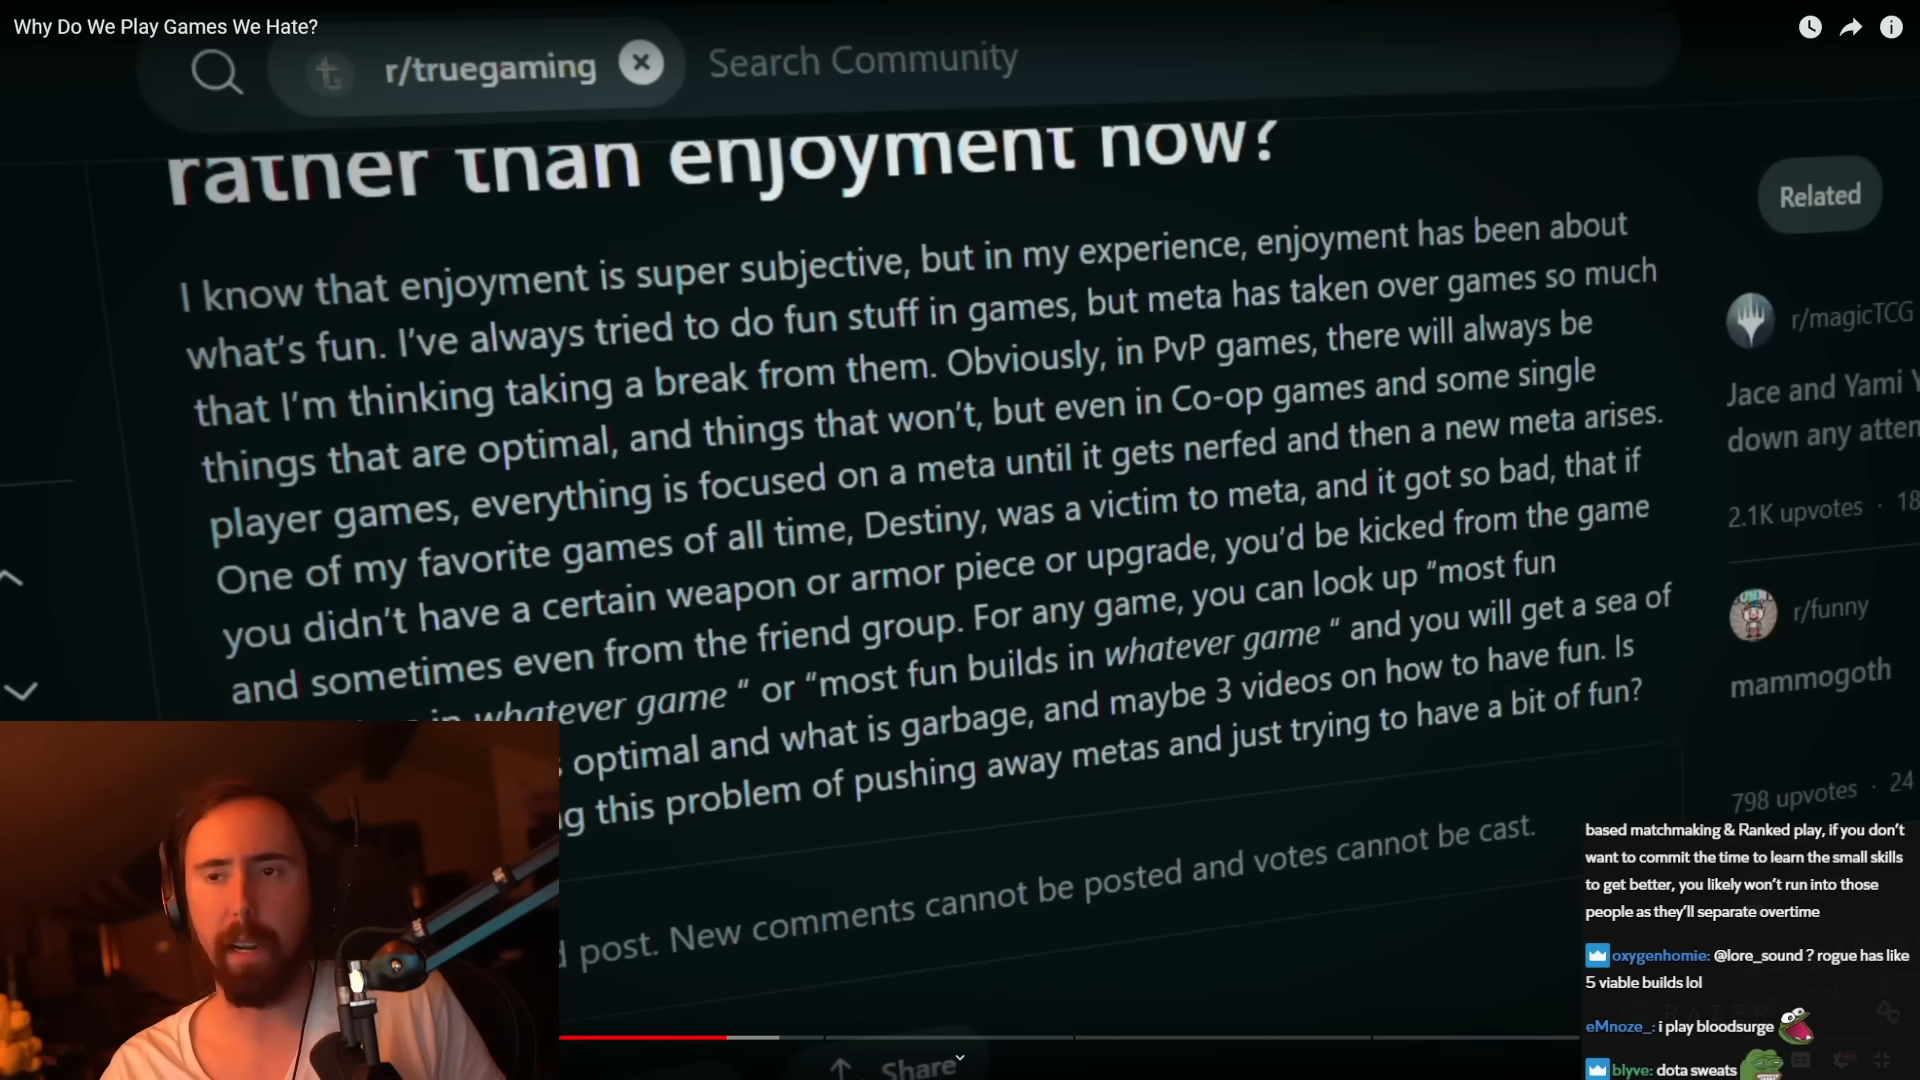 Why Do We Play Games We Hate?
r/truegaming
Search Community
rather than enjoyment now?
Related
I know that enjoyment is super subjective, but in my experience, enjoyment has been about
what's fun. I've always tried to do fun stuff in games, but meta has taken over games so much
that I'm thinking taking a break from them. Obviously, in PvP games, there will always be
things that are optimal, and things that won't, but even in Co-op games and some single
player games, everything is focused on a meta until it gets nerfed and then a new meta arises.
One of my favorite games of all time, Destiny, was a victim to meta, and it got so bad, that if
you didn't have a certain weapon or armor piece or upgrade, you'd be kicked from the game
and sometimes even from the friend group. For any game, you can look up “most fun
in whatever game “ or “most fun builds in whatever game “ and you will get a sea of
optimal and what is garbage, and maybe 3 videos on how to have fun. Is
this problem of pushing away metas and just trying to have a bit of fun?
post. New comments cannot be posted and votes cannot be cast.
Share
r/magicTCG
Jace and Yami
down any
2.1K upvotes · 18
r/funny
mammogoth
798 upvotes · 24
based matchmaking & Ranked play, if you don't
want to commit the time to learn the small skills
to get better, you likely won't run into those
people as they'll separate overtime
oxygenhomie: @lore_sound ? rogue has like
5 viable builds lol
eMnoze_: i play bloodsurge
blyve: dota sweats